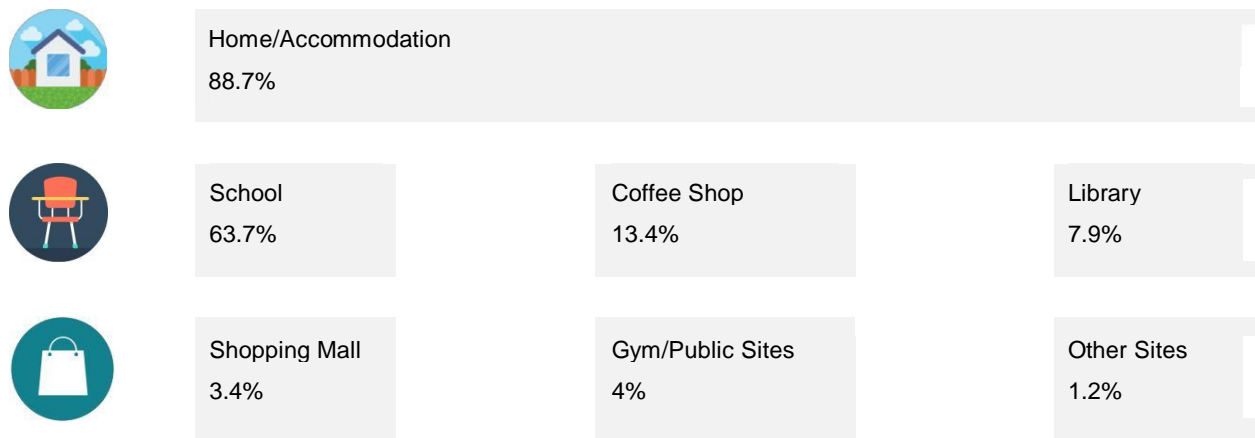 Home/Accommodation
88.7%
School
63.7%
Coffee Shop
13.4%
Library
7.9%
Shopping Mall
3.4%
Gym/Public Sites
4%
Other Sites
1.2%